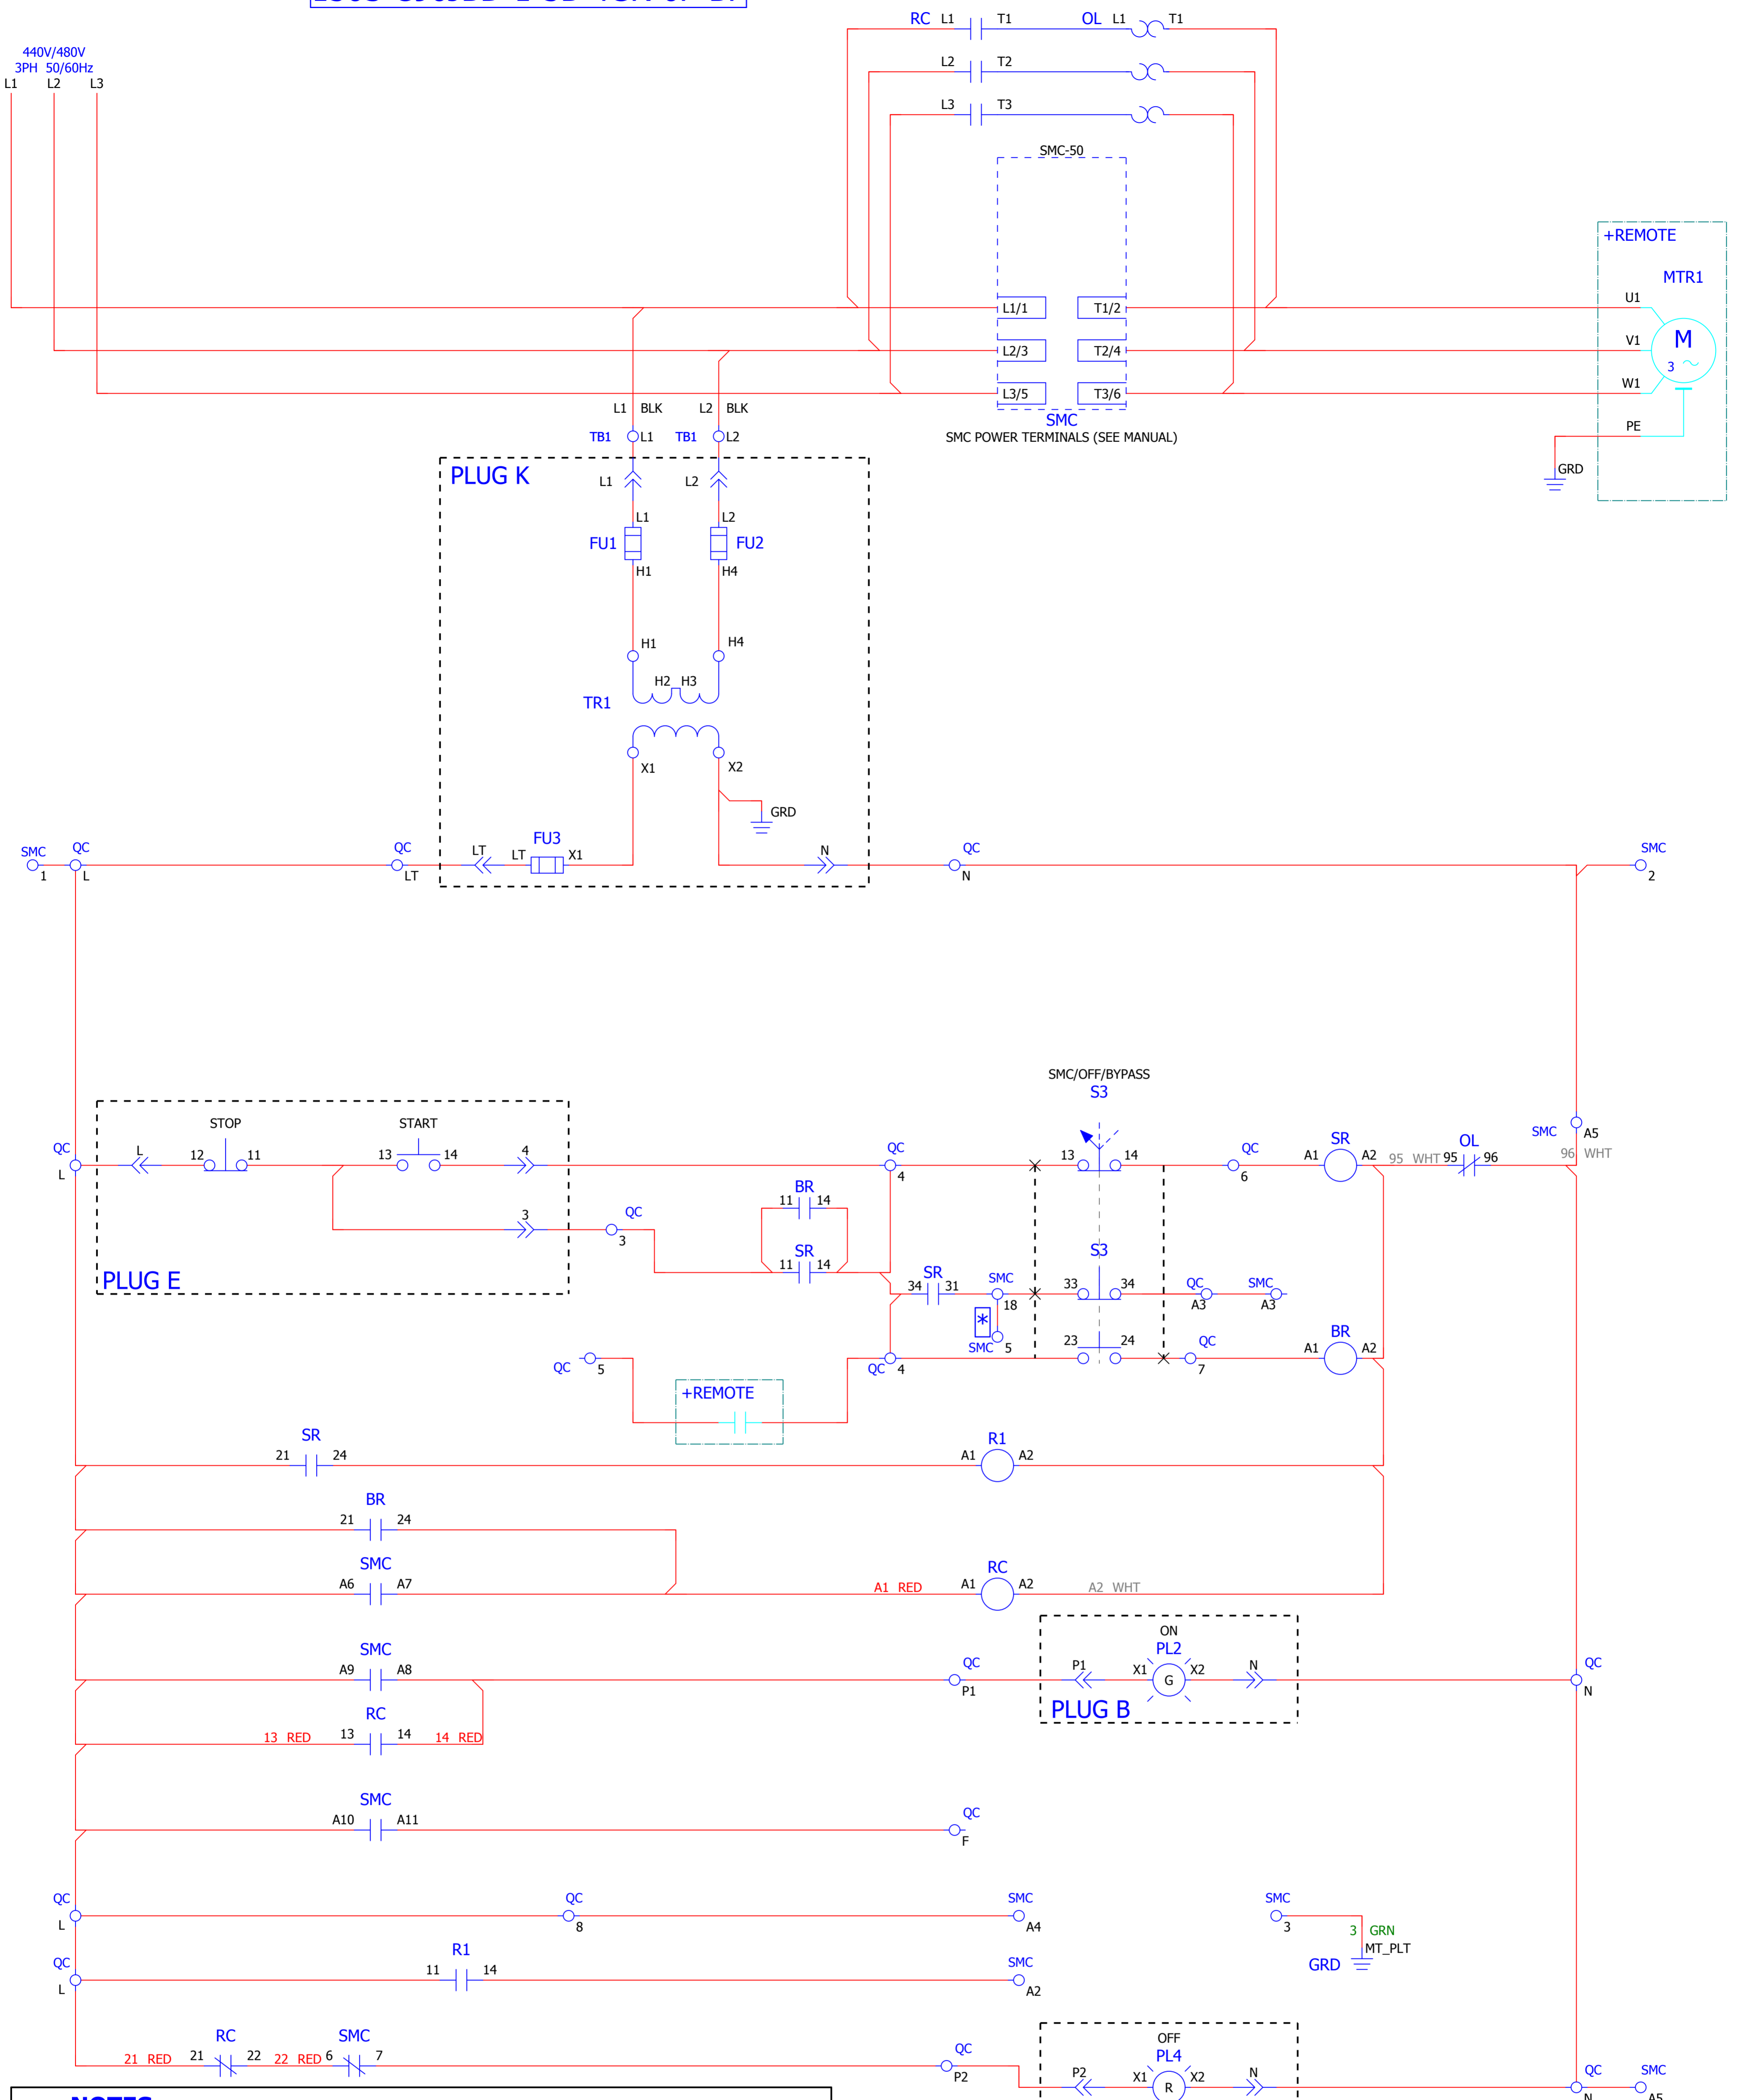 RC L1 T1 OL L1 T1
440V/480V
3PH 50/60Hz
L1 L2 L3
L2 T2
L3 T3
SMC-50
+REMOTE
MTR1
L1/1 T1/2 U1
L2/3 T2/4 V1 M
3
L3/5 T3/6 W1
L1 BLK L2 BLK
SMC
PE
TB1 L1 TB1 L2
SMC POWER TERMINALS (SEE MANUAL)
GRD
PLUG K
L1 L2
L1 L2
FU1 FU2
H1 H4
H1 H4
H2 H3
TR1
X1 X2
GRD
FU3
SMC QC QC LT LT X1 N QC SMC
1 L LT N 2
SMC/OFF/BYPASS
S3
STOP START
SMC A5
QC L 12 11 13 14 4 QC 13 14 QC SR OL
A1 A2 95 WHT 95 96 96 WHT
L 4 6
BR
11 14
3 QC
3
SR
11 14
S3
PLUG E
SR
34 31 SMC 33 34 QC SMC
18 A3 A3
*
SMC 5 23 24 QC BR
QC 5 QC 4 7 A1 A2
+REMOTE
SR R1
21 24 A1 A2
BR
21 24
SMC RC
A6 A7 A1 RED A1 A2 A2 WHT
ON
SMC PL2
A9 A8 QC P1 X1 G X2 N QC
P1 N
PLUG B
RC
13 RED 13 14 14 RED
SMC
A10 A11 QC
F
QC QC SMC SMC
L 8 A4 3
3 GRN
MT_PLT
GRD
R1
QC 11 14 SMC
L A2
OFF
RC SMC PL4
21 RED 21 22 22 RED 6 7 QC P2 X1 R X2 N QC SMC
P2 N A5
NOTES